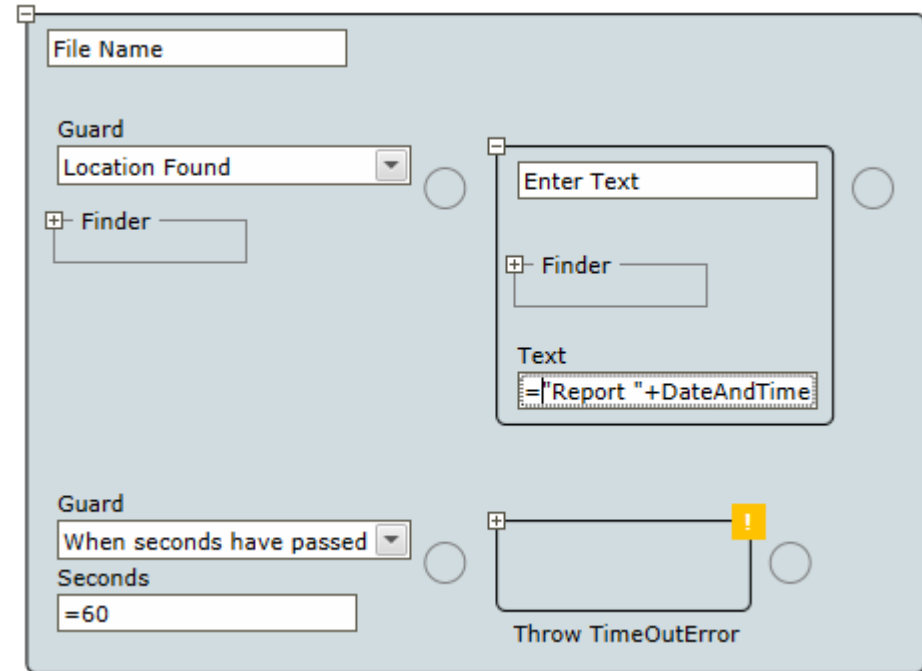 File Name
Guard
Location Found
Finder
Enter Text
Finder
Text
="Report "+DateAndTime
Guard
When seconds have passed
Seconds
=60
!
Throw TimeOutError